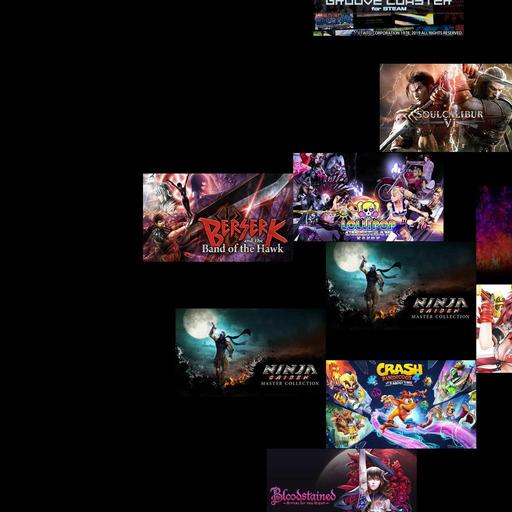 GROOVE COASTER
for STEAM
©TAITO CORPORATION 1978, 2019 ALL RIGHTS RESERVED.
SOULCALIBUR
VI
BERSERK
and the
Band of the Hawk
LOLLIPOP
CHAINSAW
REPOP
NINJA
GAIDEN
MASTER COLLECTION
NINJA
GAIDEN
MASTER COLLECTION
CRASH
BANDICOOT
4
IT'S ABOUT TIME
Bloodstained
RITUAL OF THE NIGHT